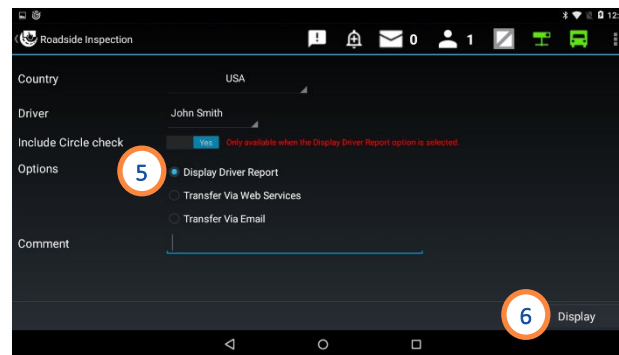 12:
Roadside Inspection
0
1
Country USA
Driver John Smith
Include Circle check Yes Only available when the Display Driver Report option is selected.
Options 5 Display Driver Report
Transfer Via Web Services
Transfer Via Email
Comment
6 Display